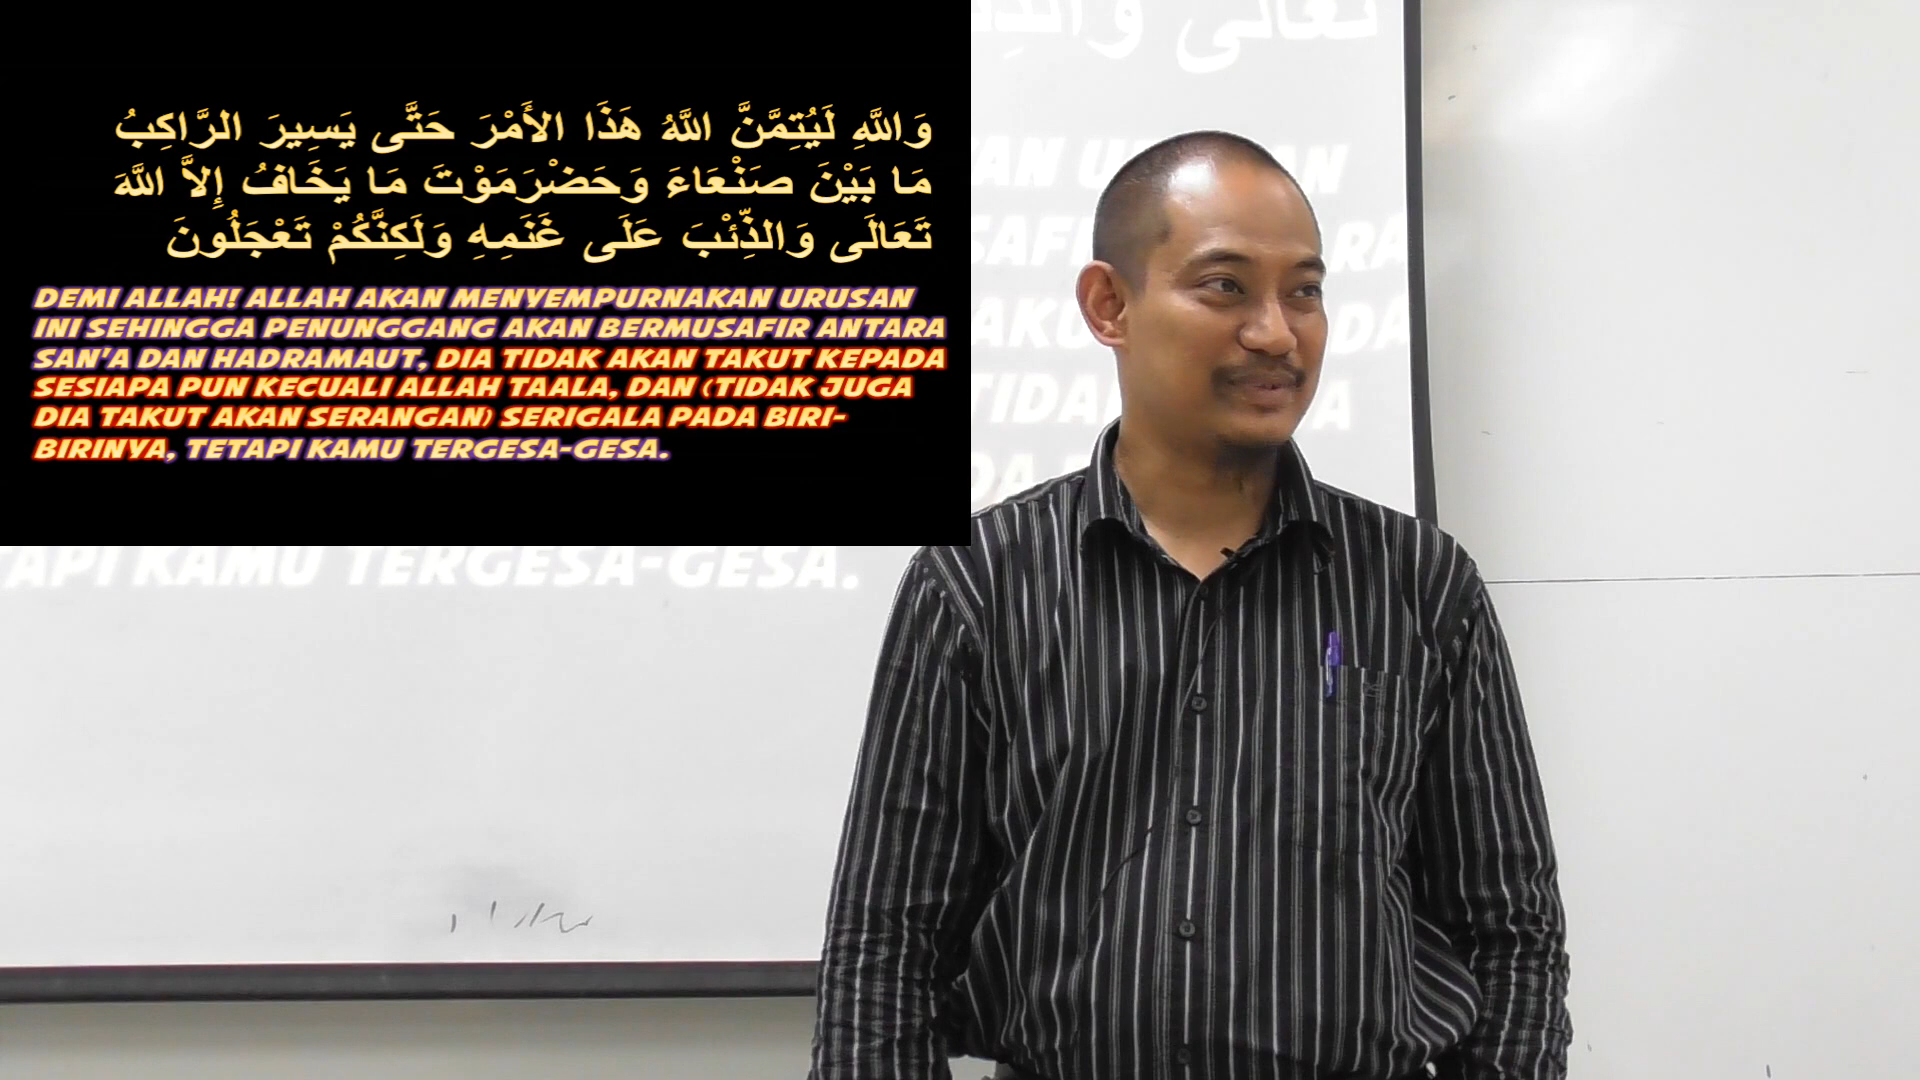 وَاللَّهِ لَيُتِمَّنَّ اللَّهُ هَذَا الأَمْرَ حَتَّى يَسِيرَ الرَّاكِبُ
مَا بَيْنَ صَنْعَاءَ وَحَضْرَمَوْتَ مَا يَخَافُ إِلاَّ اللَّهَ
تَعَالَى وَالذِّئْبَ عَلَى غَنَمِهِ وَلَكِنَّكُمْ تَعْجَلُونَ
DEMI ALLAH! ALLAH AKAN MENYEMPURNAKAN URUSAN
INI SEHINGGA PENUNGGANG AKAN BERMUSAFIR ANTARA
SAN'A DAN HADRAMAUT, DIA TIDAK AKAN TAKUT KEPADA
SESIAPA PUN KECUALI ALLAH TAALA, DAN (TIDAK JUGA
DIA TAKUT AKAN SERANGAN) SERIGALA PADA BIRI-
BIRINYA, TETAPI KAMU TERGESA-GESA.
تَعَالَى
KAMU TERGESA-GESA.